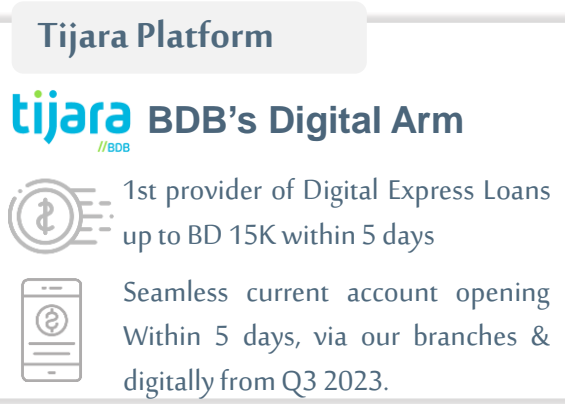 Tijara Platform
tijara BDB's Digital Arm
//BDB
1st provider of Digital Express Loans
up to BD 15K within 5 days
Seamless current account opening
Within 5 days, via our branches &
digitally from Q3 2023.